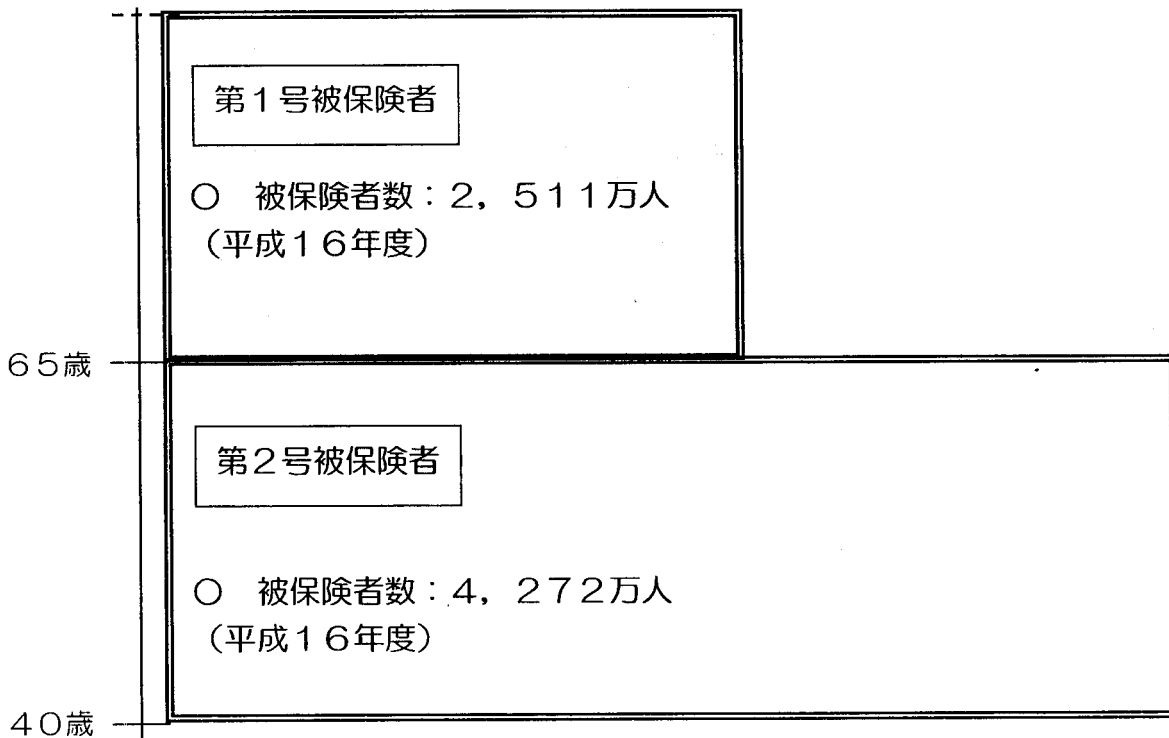 第１号被保険者
○　被保険者数：２，５１１万人
（平成１６年度）
６５歳
第２号被保険者
○　被保険者数：４，２７２万人
（平成１６年度）
４０歳